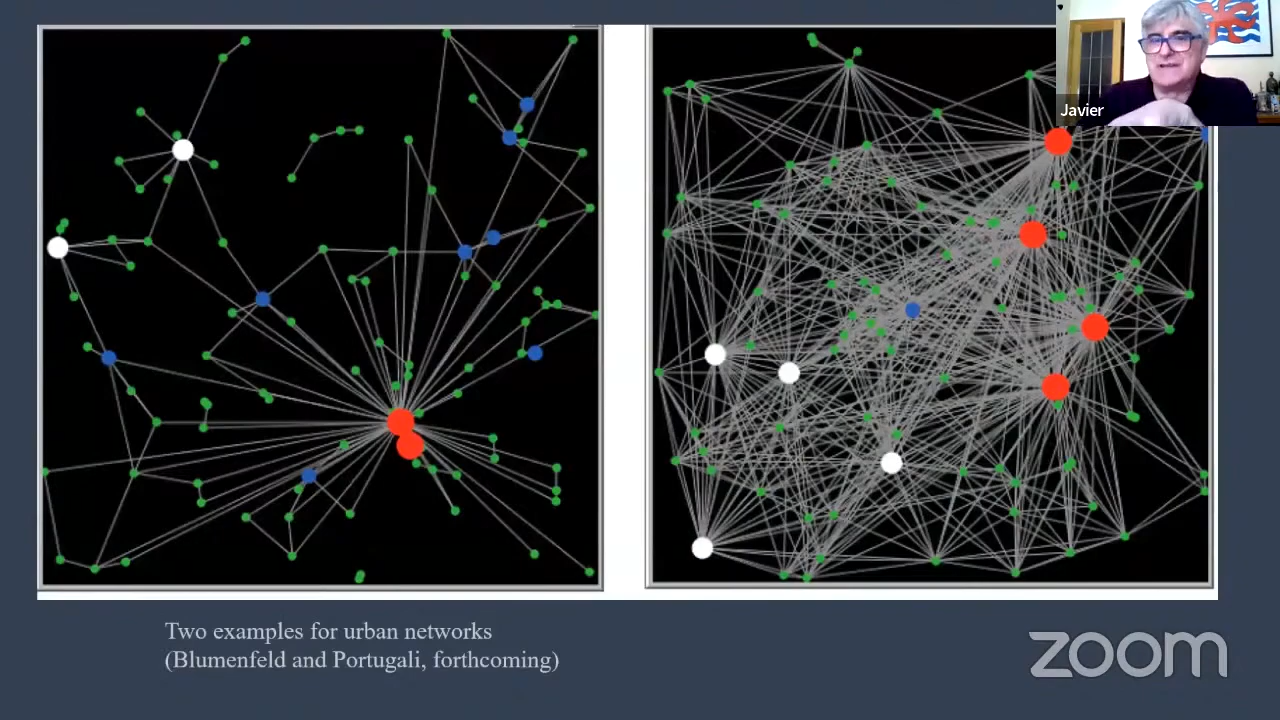 Javier
Two examples for urban networks
(Blumenfeld and Portugali, forthcoming)
zoom